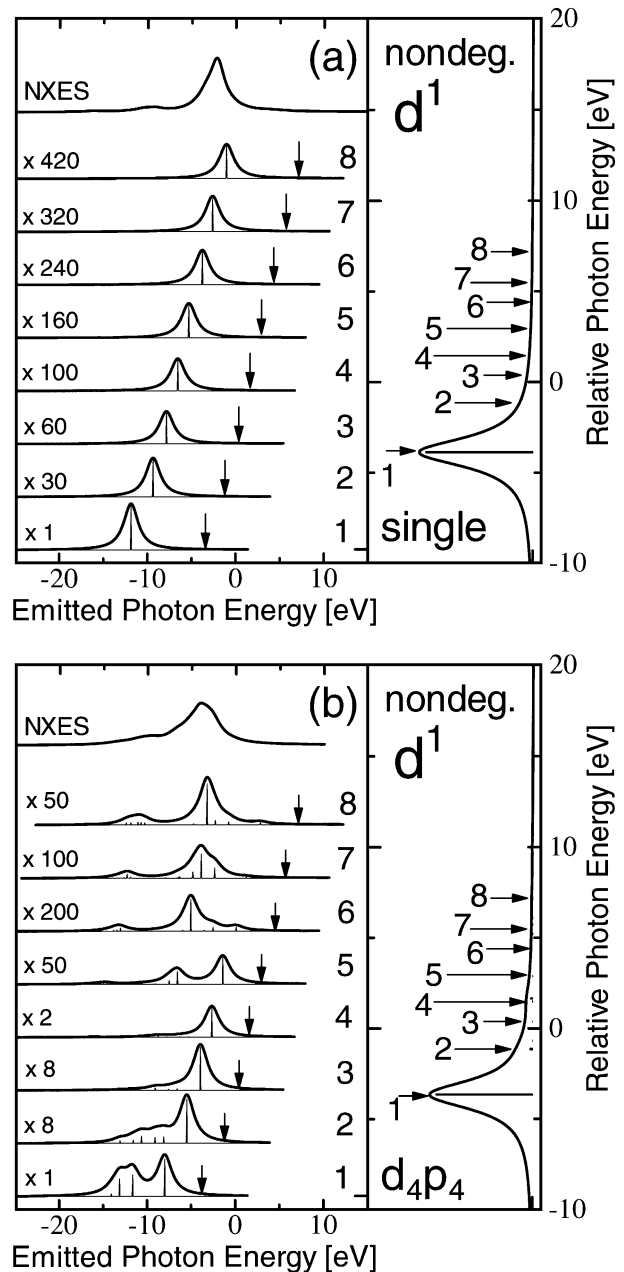 (a)
NXES
x 420 8
x 320 7
x 240 6
x 160 5
x 100 4
x 60 3
x 30 2
x 1 1
-20 -10 0 10
Emitted Photon Energy [eV]
nondeg.
d1
8
7
6
5
4
3
2
1
single
20
10
0
-10
Relative Photon Energy [eV]
(b)
NXES
x 50 8
x 100 7
x 200 6
x 50 5
x 2 4
x 8 3
x 8 2
x 1 1
-20 -10 0 10
Emitted Photon Energy [eV]
nondeg.
d1
8
7
6
5
4
3
2
1
d4p4
20
10
0
-10
Relative Photon Energy [eV]